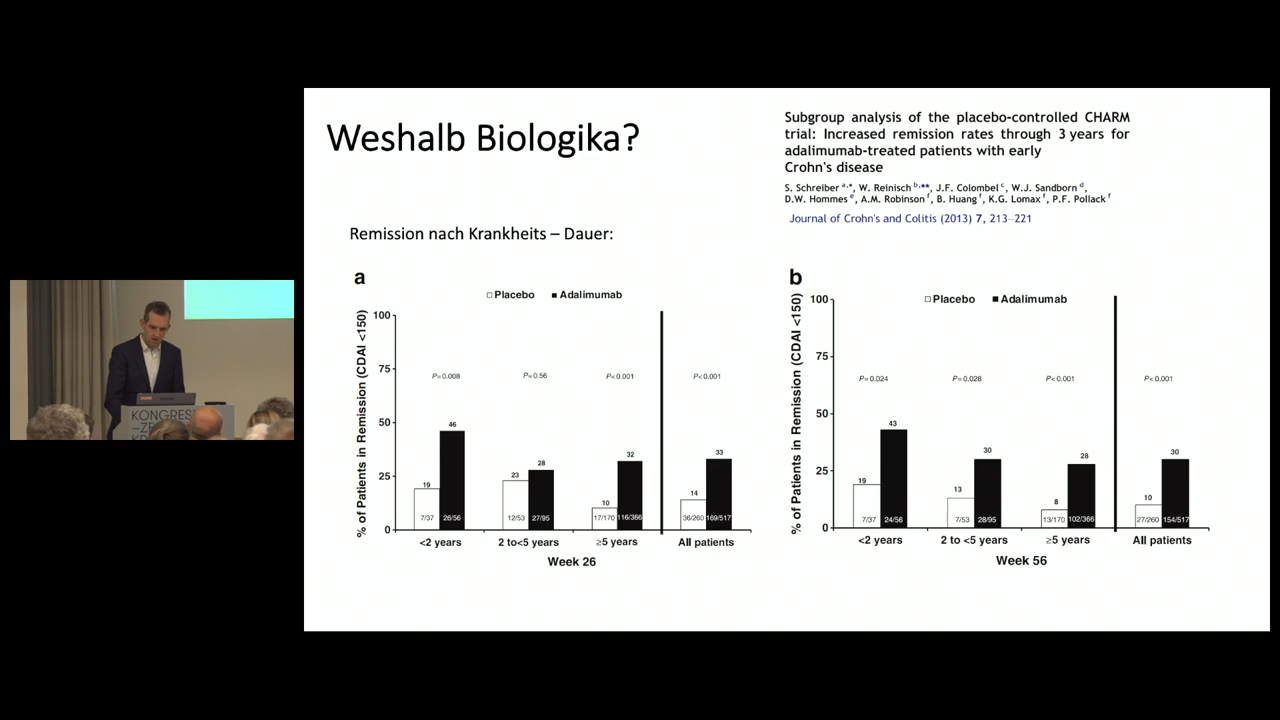 Weshalb Biologika?
Subgroup analysis of the placebo-controlled CHARM
trial: Increased remission rates through 3 years for
adalimumab-treated patients with early
Crohn's disease
S. Schreiber a,*, W. Reinisch b,**, J.F. Colombel c, W.J. Sandborn d,
D.W. Hommes e, A.M. Robinson f, B. Huang f, K.G. Lomax f, P.F. Pollack f
Journal of Crohn's and Colitis (2013) 7, 213–221
Remission nach Krankheits – Dauer:
a
Placebo Adalimumab
% of Patients in Remission (CDAI <150)
100
75
50
25
0
P=0.008 P=0.56 P<0.001 P<0.001
19 46 23 28 10 32 14 33
7/37 26/56 12/53 27/95 17/170 116/366 36/260 169/517
<2 years 2 to<5 years ≥5 years All patients
Week 26
b
Placebo Adalimumab
% of Patients in Remission (CDAI <150)
100
75
50
25
0
P=0.024 P=0.028 P<0.001 P<0.001
19 43 13 30 8 28 10 30
7/37 24/56 7/53 28/95 13/170 102/366 27/260 154/517
<2 years 2 to <5 years ≥5 years All patients
Week 56
KONGRESS
–ZE
KR